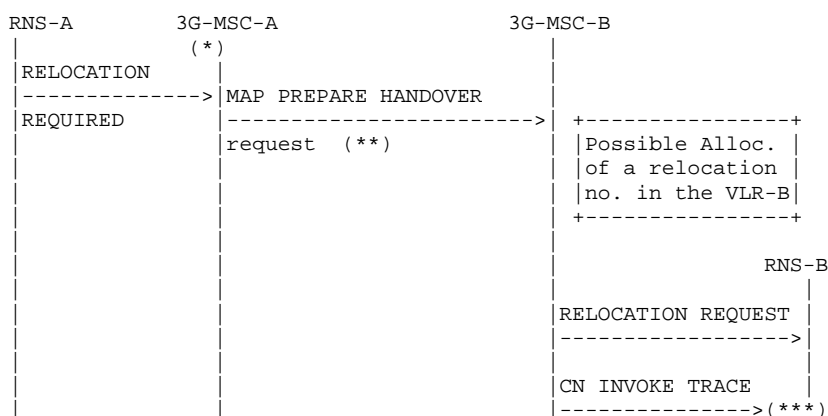 RNS-A 3G-MSC-A 3G-MSC-B
(*)
RELOCATION
MAP PREPARE HANDOVER
REQUIRED
request (**)
Possible Alloc.
of a relocation
no. in the VLR-B
RNS-B
RELOCATION REQUEST
CN INVOKE TRACE
(***)